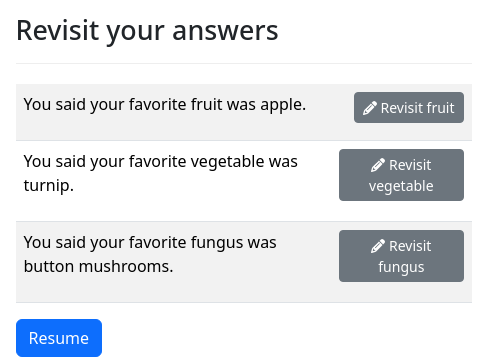 Revisit your answers
You said your favorite fruit was apple.
Revisit fruit
You said your favorite vegetable was
turnip.
Revisit
vegetable
You said your favorite fungus was
button mushrooms.
Revisit
fungus
Resume